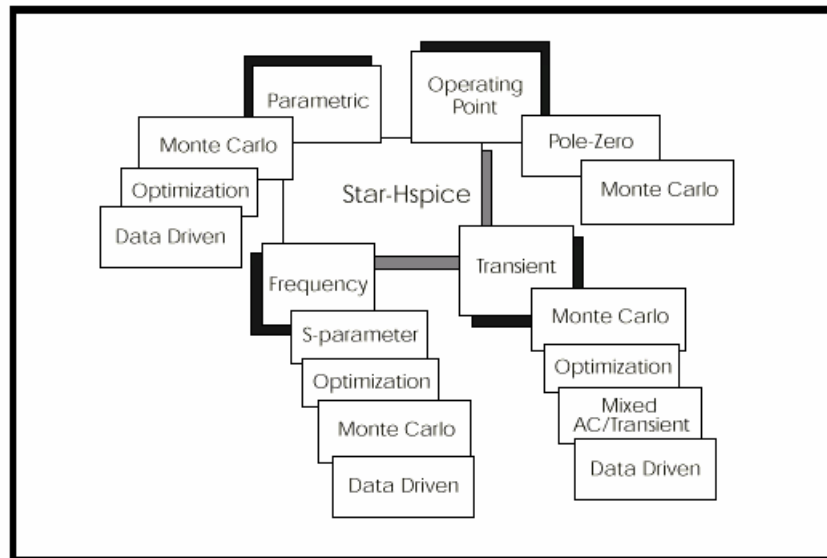 Parametric
Monte Carlo
Optimization
Data Driven
Operating
Point
Pole-Zero
Monte Carlo
Star-Hspice
Frequency
S-parameter
Optimization
Monte Carlo
Data Driven
Transient
Monte Carlo
Optimization
Mixed
AC/Transient
Data Driven